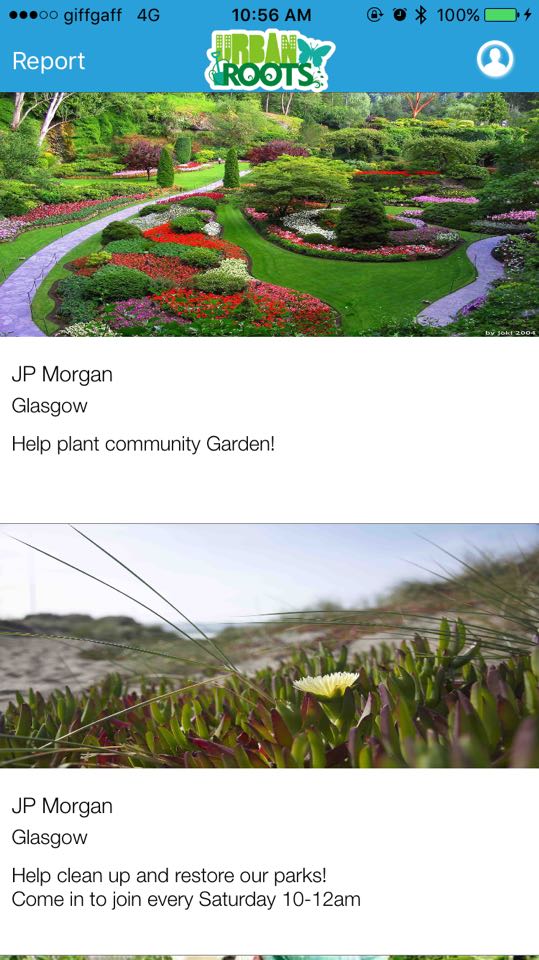 giffgaff 4G 10:56 AM 100%
Report
URBAN
ROOTS
by joki 2004
JP Morgan
Glasgow
Help plant community Garden!
JP Morgan
Glasgow
Help clean up and restore our parks!
Come in to join every Saturday 10-12am